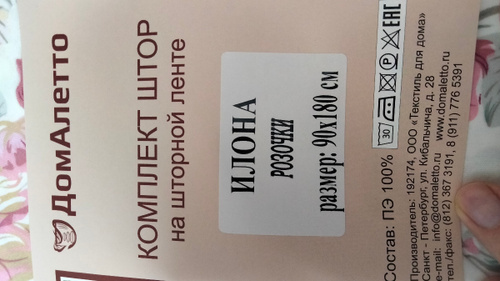 ДомАлетто
КОМПЛЕКТ ШТОР
на шторной ленте
ИЛОНА
РОЗОЧКИ
размер: 90х180 см
30
EAC
Состав: ПЭ 100%
Производитель: 192174, ООО «Текстиль для дома»
Санкт - Петербург, ул. Кибальчича, д. 28
e-mail: info@domaletto.ru www.domaletto.ru
тел./факс: (812) 367 3191, 8 (911) 776 5391